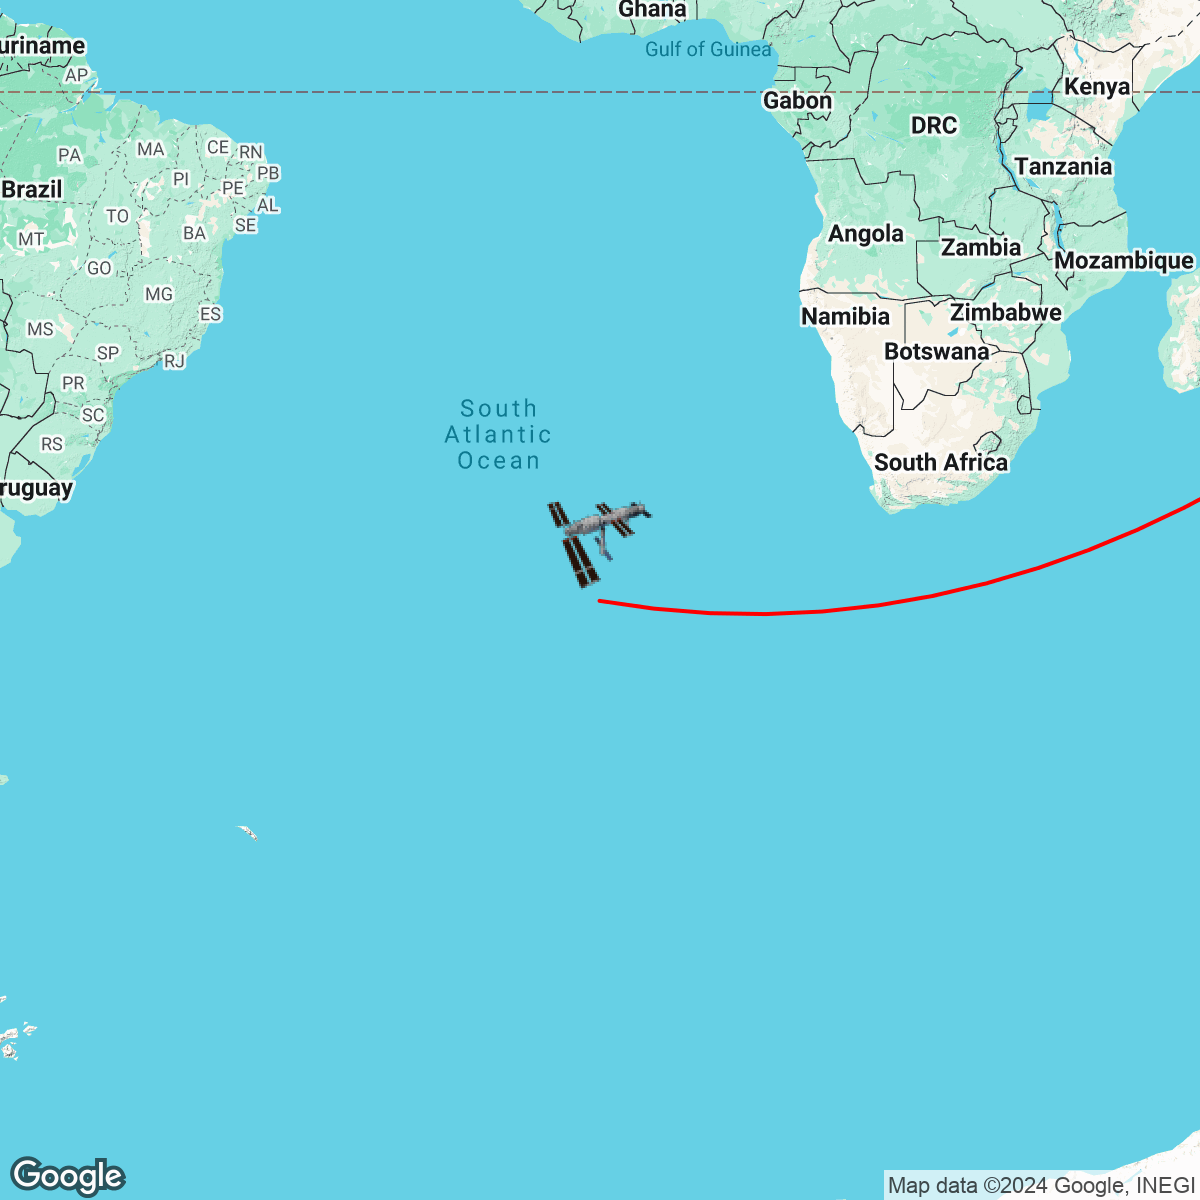 Ghana
uriname
Gulf of Guinea
AP
Kenya
Gabon
DRC
MA
CE
RN
PA
PB
PI
Tanzania
Brazil
PE
AL
TO
SE
BA
Angola
MT
Zambia
Mozambique
GO
MG
ES
Zimbabwe
Namibia
MS
SP
Botswana
RJ
PR
SC
South
Atlantic
Ocean
RS
South Africa
ruguay
Google
Map data ©2024 Google, INEGI